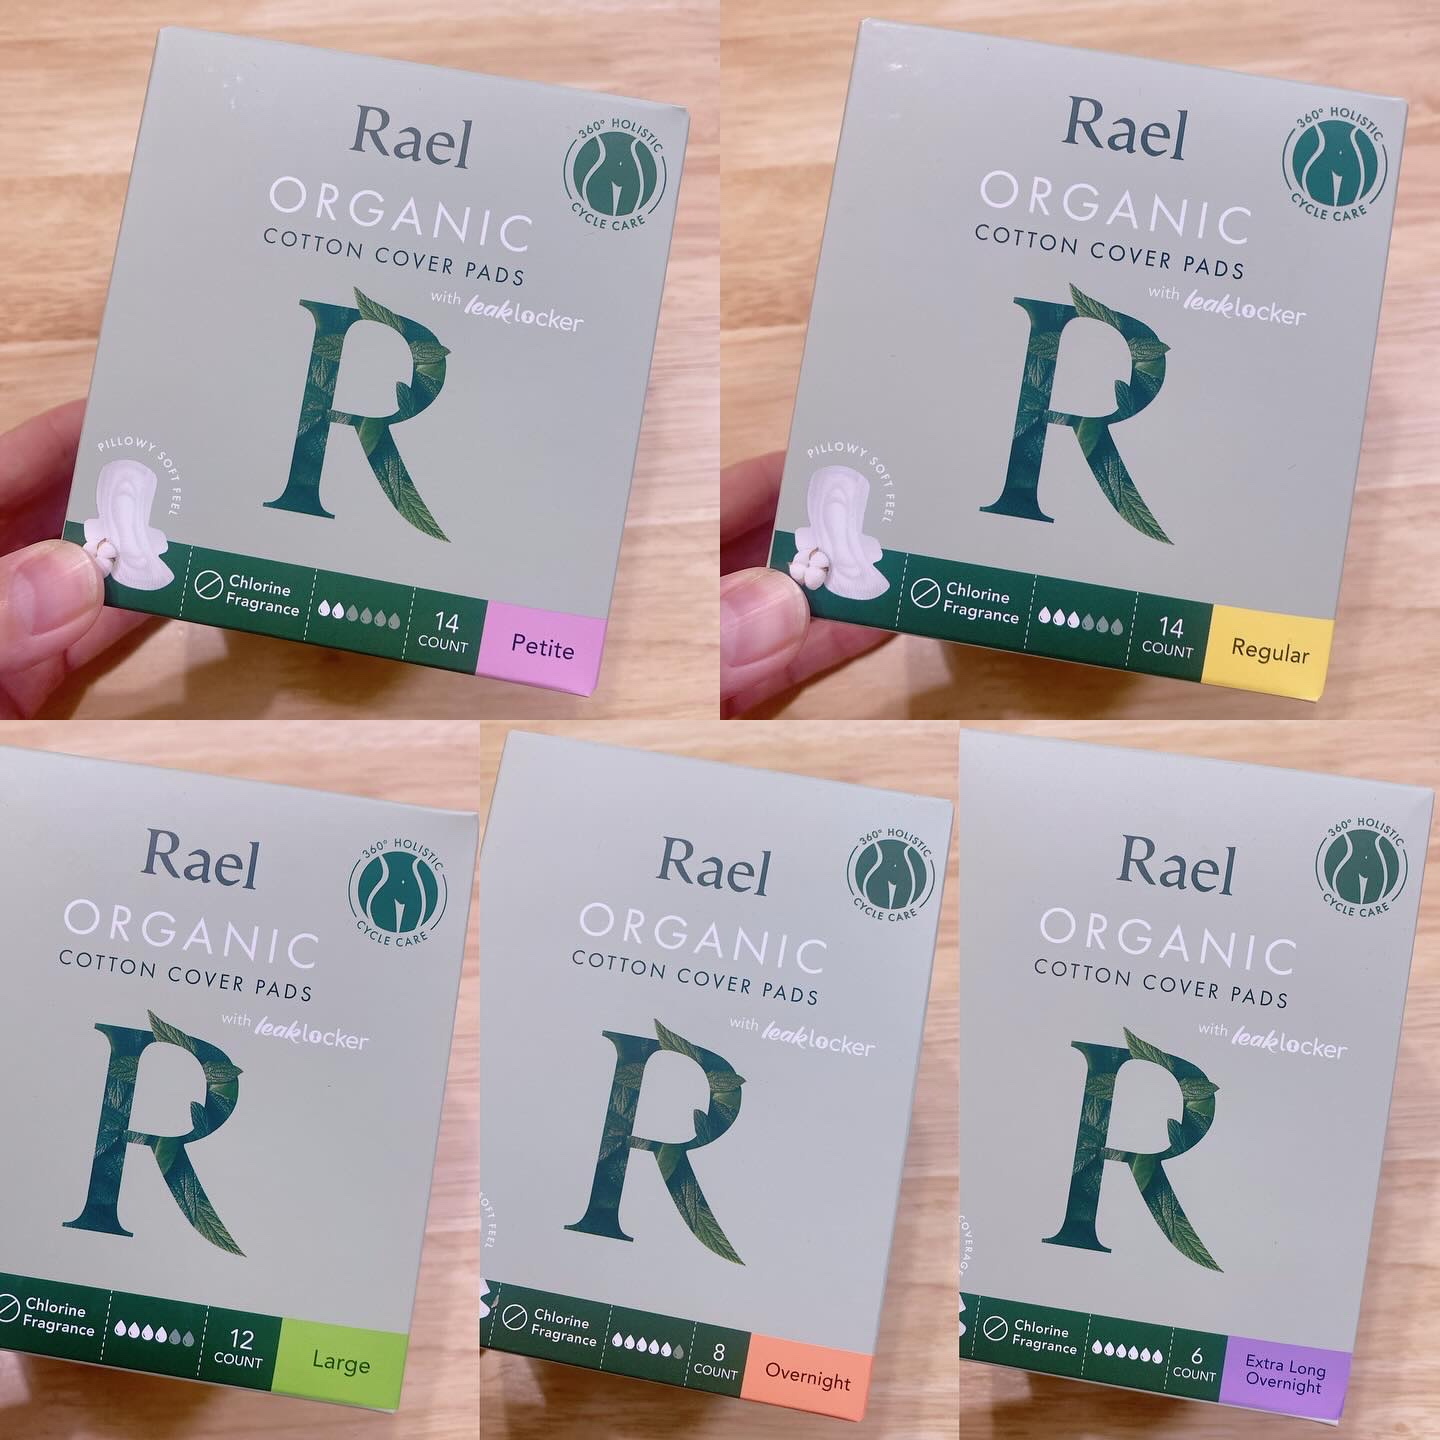 Rael
360° HOLISTIC
CYCLE CARE
ORGANIC
COTTON COVER PADS
with leaklocker
PILLOWY SOFT FEEL
Chlorine
Fragrance
14
COUNT
Petite
Rael
360° HOLISTIC
CYCLE CARE
ORGANIC
COTTON COVER PADS
with leaklocker
PILLOWY SOFT FEEL
Chlorine
Fragrance
14
COUNT
Regular
Rael
360° HOLISTIC
CYCLE CARE
ORGANIC
COTTON COVER PADS
with leaklocker
Chlorine
Fragrance
12
COUNT
Large
Rael
360° HOLISTIC
CYCLE CARE
ORGANIC
COTTON COVER PADS
with leaklocker
SOFT FEEL
Chlorine
Fragrance
8
COUNT
Overnight
Rael
360° HOLISTIC
CYCLE CARE
ORGANIC
COTTON COVER PADS
with leaklocker
COVERAGE
Chlorine
Fragrance
6
COUNT
Extra Long
Overnight